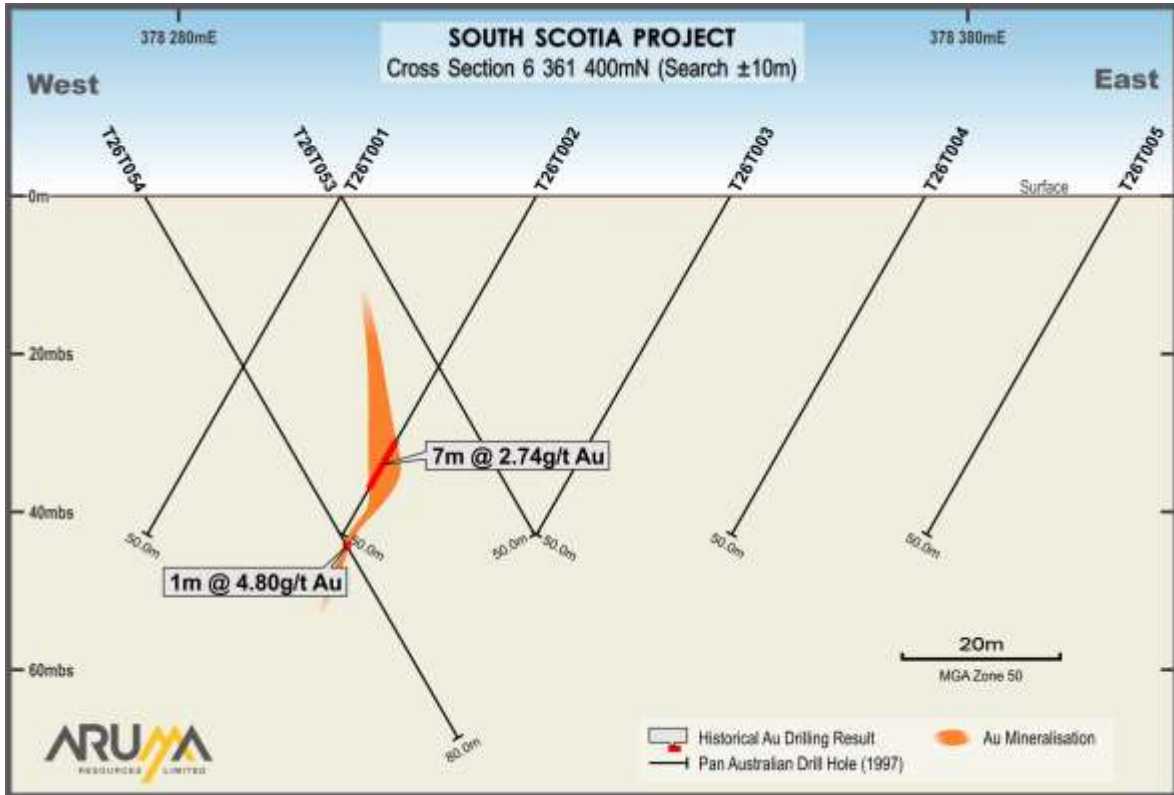 378 280mE
SOUTH SCOTIA PROJECT
378 380mE
Cross Section 6 361 400mN (Search ±10m)
West
East
T26T054
T26T053
T26T001
T26T002
T26T003
T26T004
T26T005
0m
Surface
20mbs
7m @ 2.74g/t Au
40mbs
50.0m
50.0m
50.0m
50.0m
50.0m
50.0m
1m @ 4.80g/t Au
60mbs
20m
MGA Zone 50
80.0m
ARUMA
RESOURCES LIMITED
Historical Au Drilling Result
Au Mineralisation
Pan Australian Drill Hole (1997)